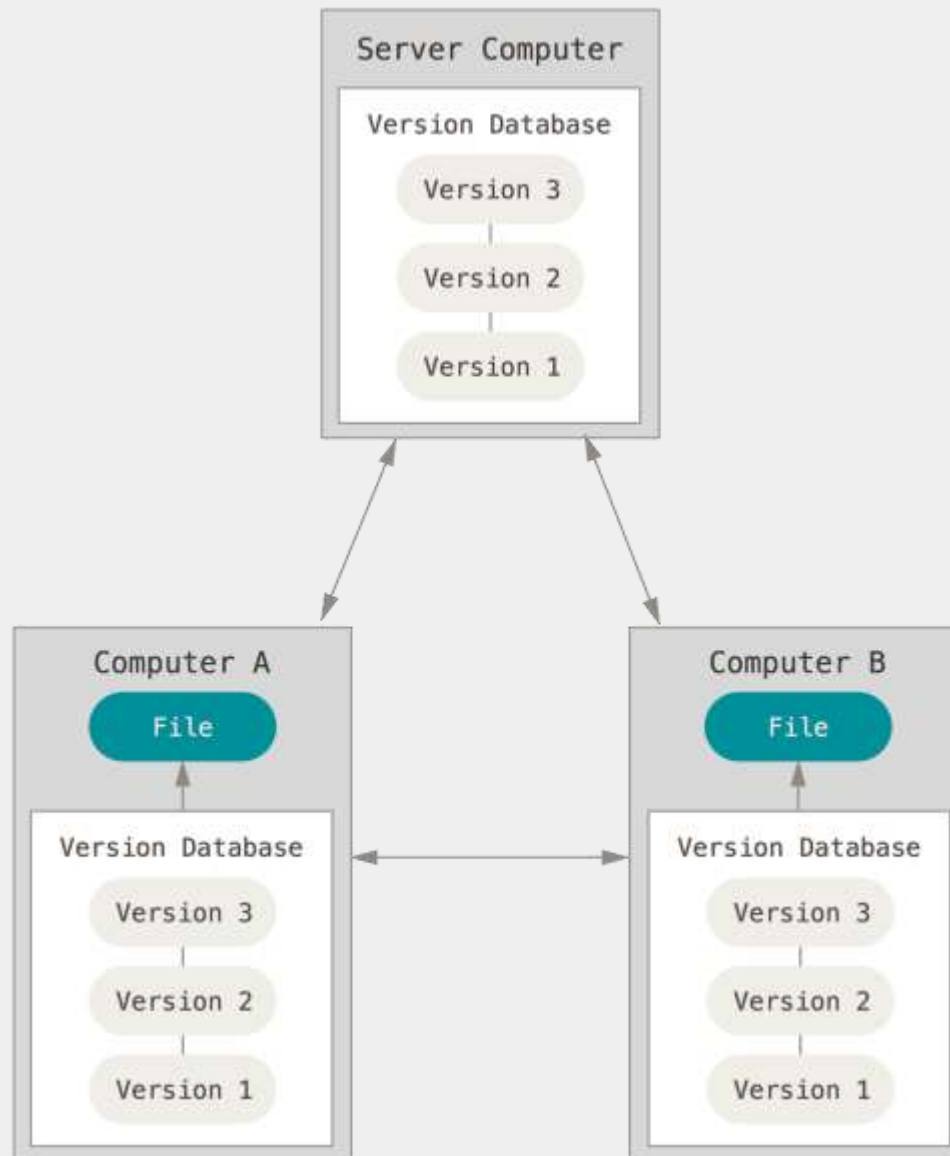 Server Computer
Version Database
Version 3
Version 2
Version 1
Computer A
File
Version Database
Version 3
Version 2
Version 1
Computer B
File
Version Database
Version 3
Version 2
Version 1